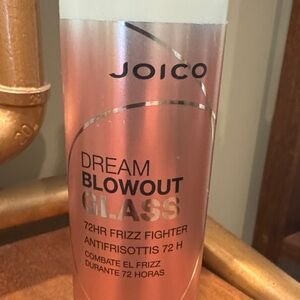 JOICO
DREAM
BLOWOUT
GLASS
72HR FRIZZ FIGHTER
ANTIFRISOTTIS 72 H
COMBATE EL FRIZZ
DURANTE 72 HORAS